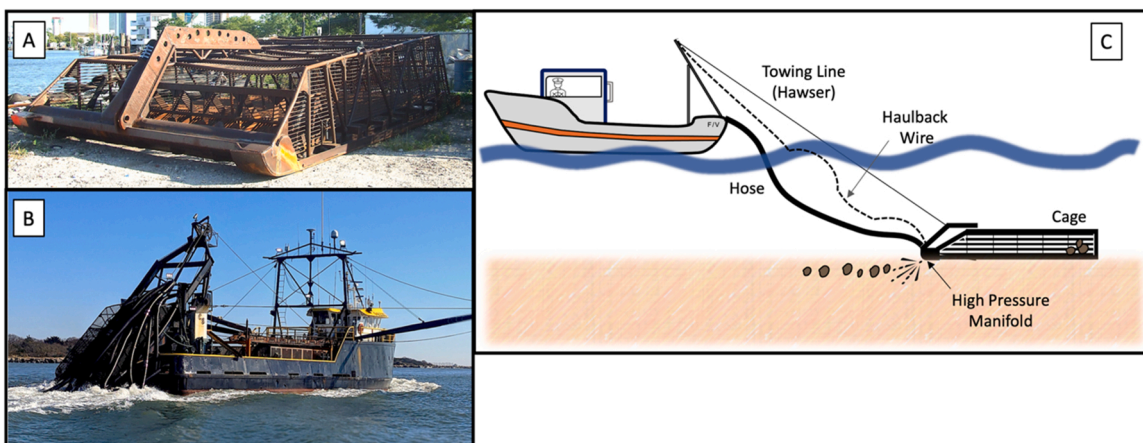 A
B
C
Towing Line
(Hawser)
Haulback
Wire
F/V
Hose
Cage
High Pressure
Manifold